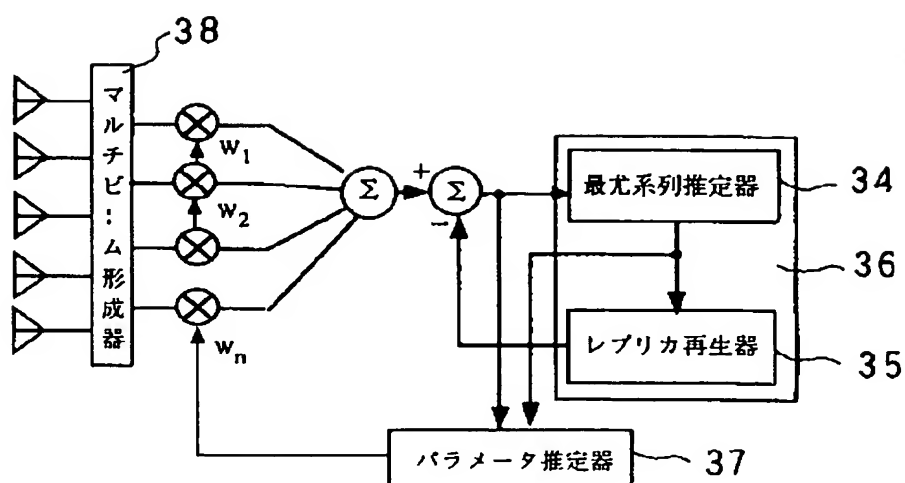 38
マルチビーム形成器
W1
W2
Wn
Σ
+
Σ
−
最尤系列推定器
34
36
レプリカ再生器
35
パラメータ推定器
37